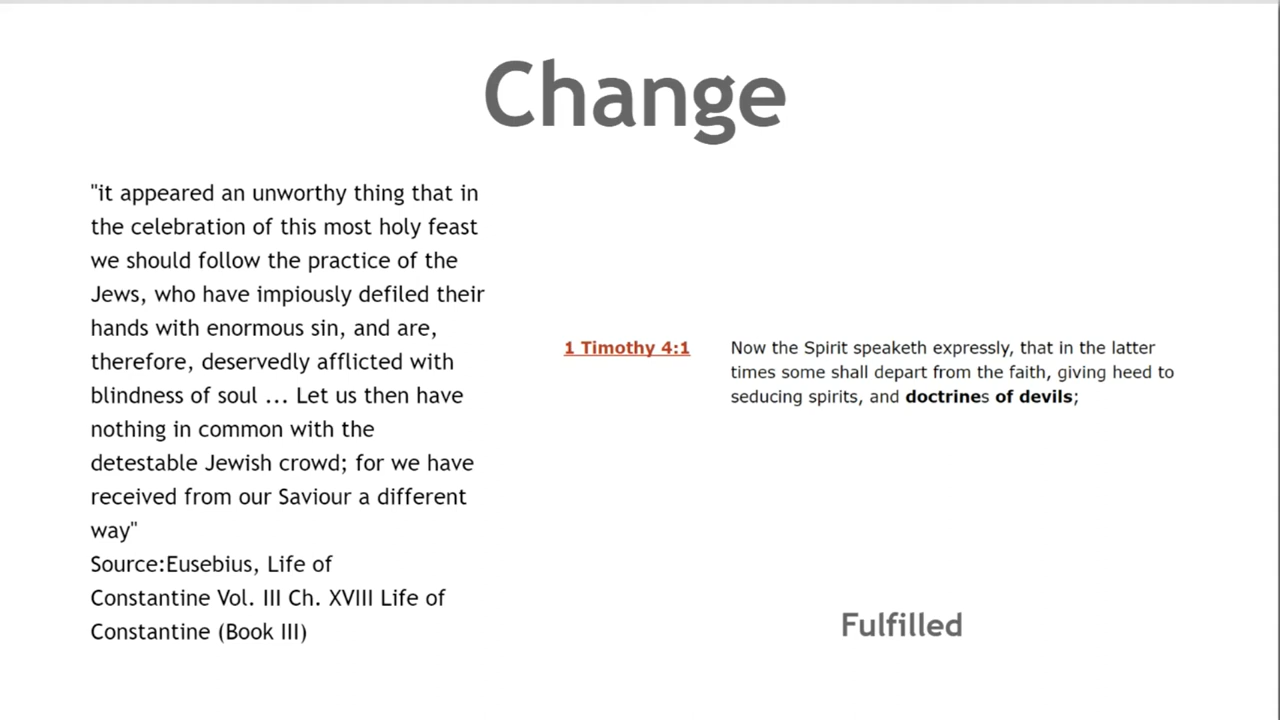 Change
"it appeared an unworthy thing that in
the celebration of this most holy feast
we should follow the practice of the
Jews, who have impiously defiled their
hands with enormous sin, and are,
therefore, deservedly afflicted with
blindness of soul ... Let us then have
nothing in common with the
detestable Jewish crowd; for we have
received from our Saviour a different
way"
Source:Eusebius, Life of
Constantine Vol. III Ch. XVIII Life of
Constantine (Book III)
1 Timothy 4:1
Now the Spirit speaketh expressly, that in the latter
times some shall depart from the faith, giving heed to
seducing spirits, and doctrines of devils;
Fulfilled